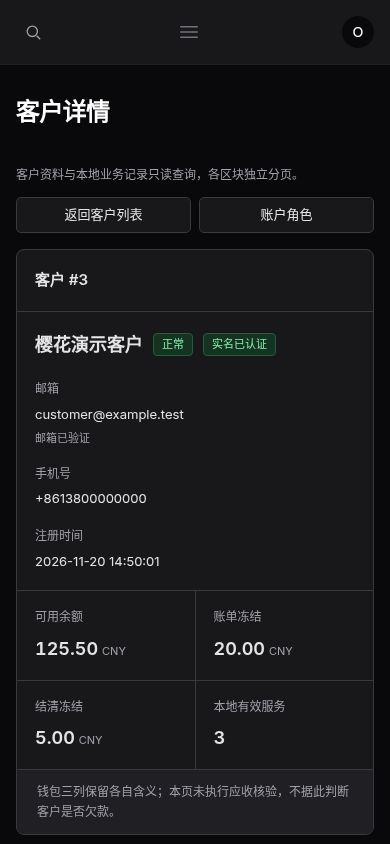 O
客户详情
客户资料与本地业务记录只读查询，各区块独立分页。
返回客户列表
账户角色
客户 #3
樱花演示客户 正常 实名已认证
邮箱
customer@example.test
邮箱已验证
手机号
+8613800000000
注册时间
2026-11-20 14:50:01
可用余额
125.50 CNY
账单冻结
20.00 CNY
结清冻结
5.00 CNY
本地有效服务
3
钱包三列保留各自含义；本页未执行应收核验，不据此判断
客户是否欠款。